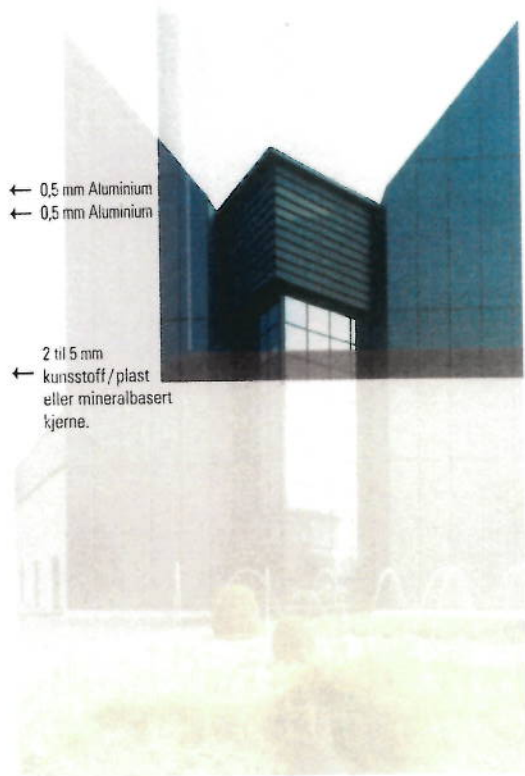 ← 0,5 mm Aluminium
← 0,5 mm Aluminium
2 til 5 mm
← kunsstoff/plast
eller mineralbasert
kjerne.